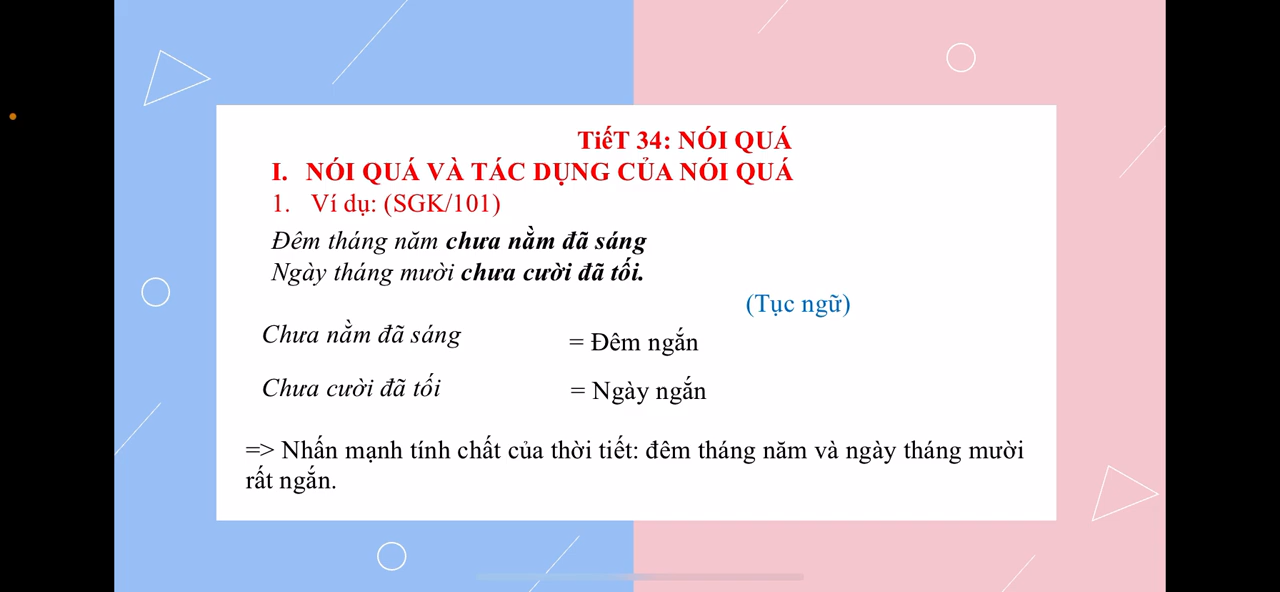 TiếT 34: NÓI QUÁ
I. NÓI QUÁ VÀ TÁC DỤNG CỦA NÓI QUÁ
1. Ví dụ: (SGK/101)
Đêm tháng năm chưa nằm đã sáng
Ngày tháng mười chưa cười đã tối.
(Tục ngữ)
Chưa nằm đã sáng = Đêm ngắn
Chưa cười đã tối = Ngày ngắn
=> Nhấn mạnh tính chất của thời tiết: đêm tháng năm và ngày tháng mười
rất ngắn.